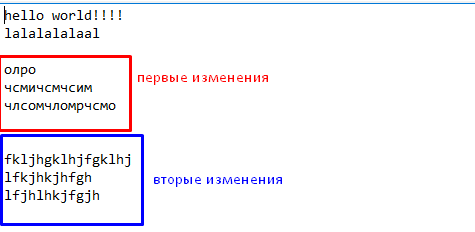 hello world!!!!
lalalalalaal
олро
чсмичсмчсим
члсомчломрчсмо
первые изменения
fkljhgklhjfgklhj
lfkjhkjhfgh
lfjhlhkjfgjh
вторые изменения